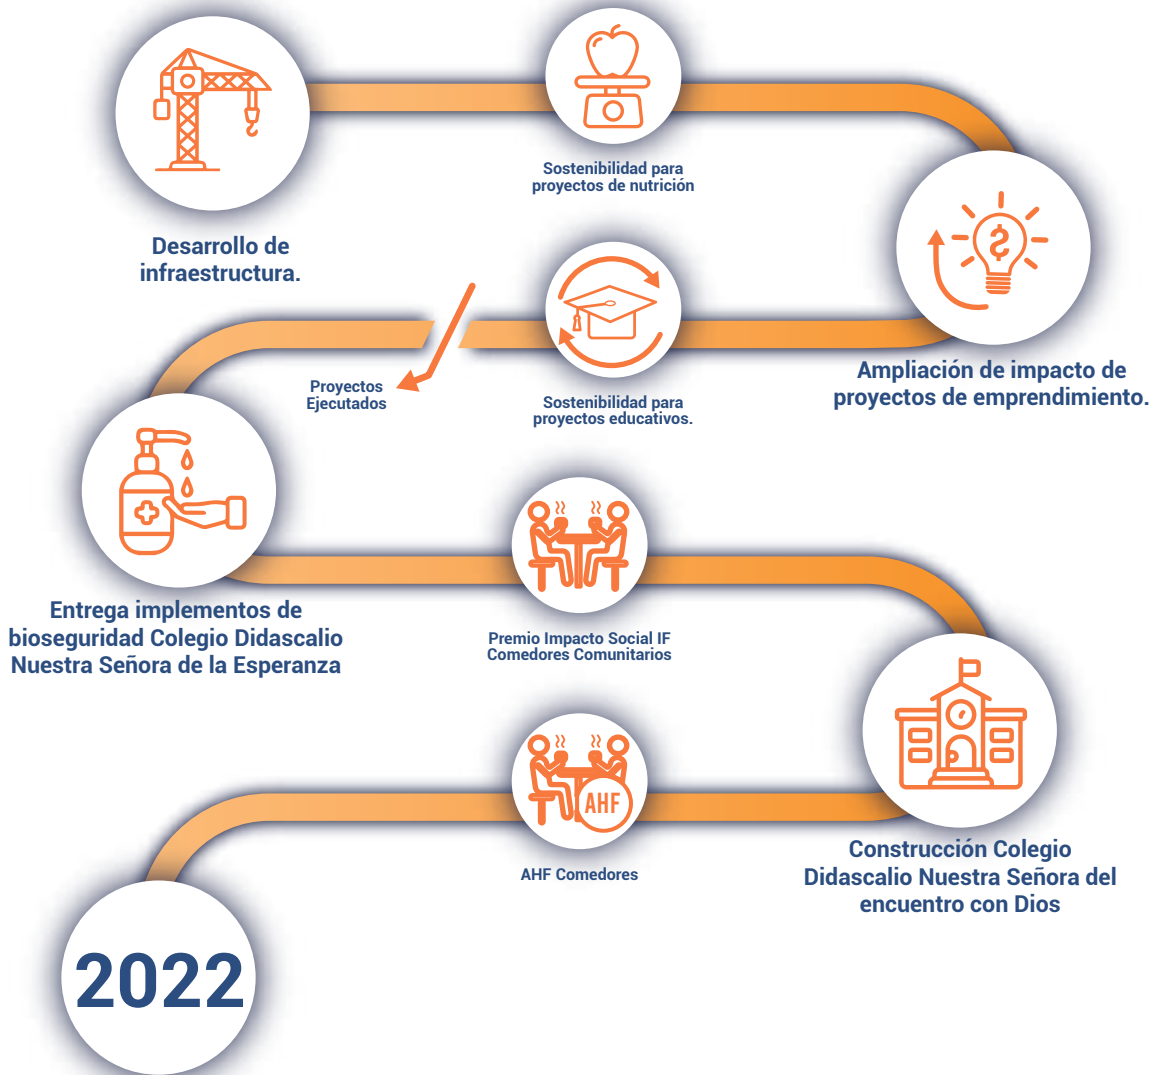 Sostenibilidad para
proyectos de nutrición
Desarrollo de
infraestructura.
Ampliación de impacto de
proyectos de emprendimiento.
Sostenibilidad para
proyectos educativos.
Proyectos
Ejecutados
Entrega implementos de
bioseguridad Colegio Didascalio
Nuestra Señora de la Esperanza
Premio Impacto Social IF
Comedores Comunitarios
Construcción Colegio
Didascalio Nuestra Señora del
encuentro con Dios
AHF
AHF Comedores
2022